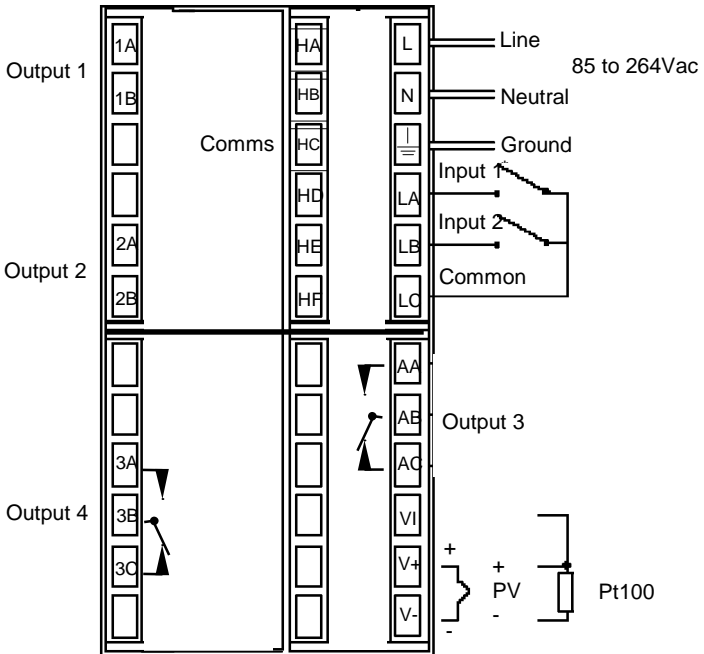 1A
HA
L
Line
Output 1
85 to 264Vac
1B
HB
N
Neutral
Comms
HC
Ground
Input 1
HD
LA
Input 2
2A
HE
LB
Output 2
Common
2B
HF
LC
AA
AB
Output 3
3A
AC
Output 4
3B
VI
3C
V+
+
+
PV
Pt100
V-
-
-